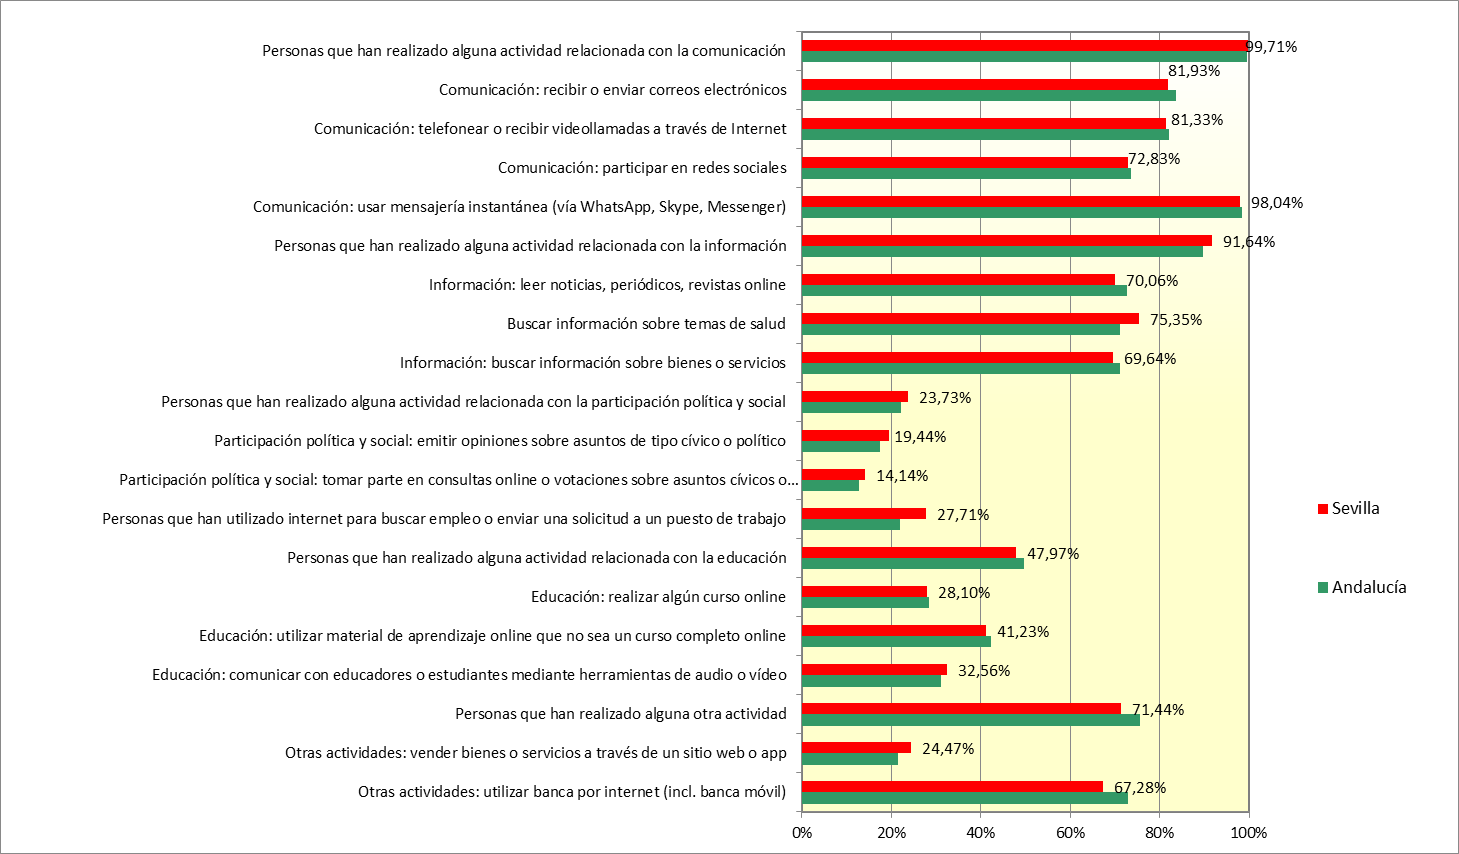 Personas que han realizado alguna actividad relacionada con la comunicación
99,71%
Comunicación: recibir o enviar correos electrónicos
81,93%
Comunicación: telefonear o recibir videollamadas a través de Internet
81,33%
Comunicación: participar en redes sociales
72,83%
Comunicación: usar mensajería instantánea (vía WhatsApp, Skype, Messenger)
98,04%
Personas que han realizado alguna actividad relacionada con la información
91,64%
Información: leer noticias, periódicos, revistas online
70,06%
Buscar información sobre temas de salud
75,35%
Información: buscar información sobre bienes o servicios
69,64%
Personas que han realizado alguna actividad relacionada con la participación política y social
23,73%
Participación política y social: emitir opiniones sobre asuntos de tipo cívico o político
19,44%
Participación política y social: tomar parte en consultas online o votaciones sobre asuntos cívicos o...
14,14%
Personas que han utilizado internet para buscar empleo o enviar una solicitud a un puesto de trabajo
27,71%
Personas que han realizado alguna actividad relacionada con la educación
47,97%
Educación: realizar algún curso online
28,10%
Educación: utilizar material de aprendizaje online que no sea un curso completo online
41,23%
Educación: comunicar con educadores o estudiantes mediante herramientas de audio o vídeo
32,56%
Personas que han realizado alguna otra actividad
71,44%
Otras actividades: vender bienes o servicios a través de un sitio web o app
24,47%
Otras actividades: utilizar banca por internet (incl. banca móvil)
67,28%
0% 20% 40% 60% 80% 100%
Sevilla
Andalucía